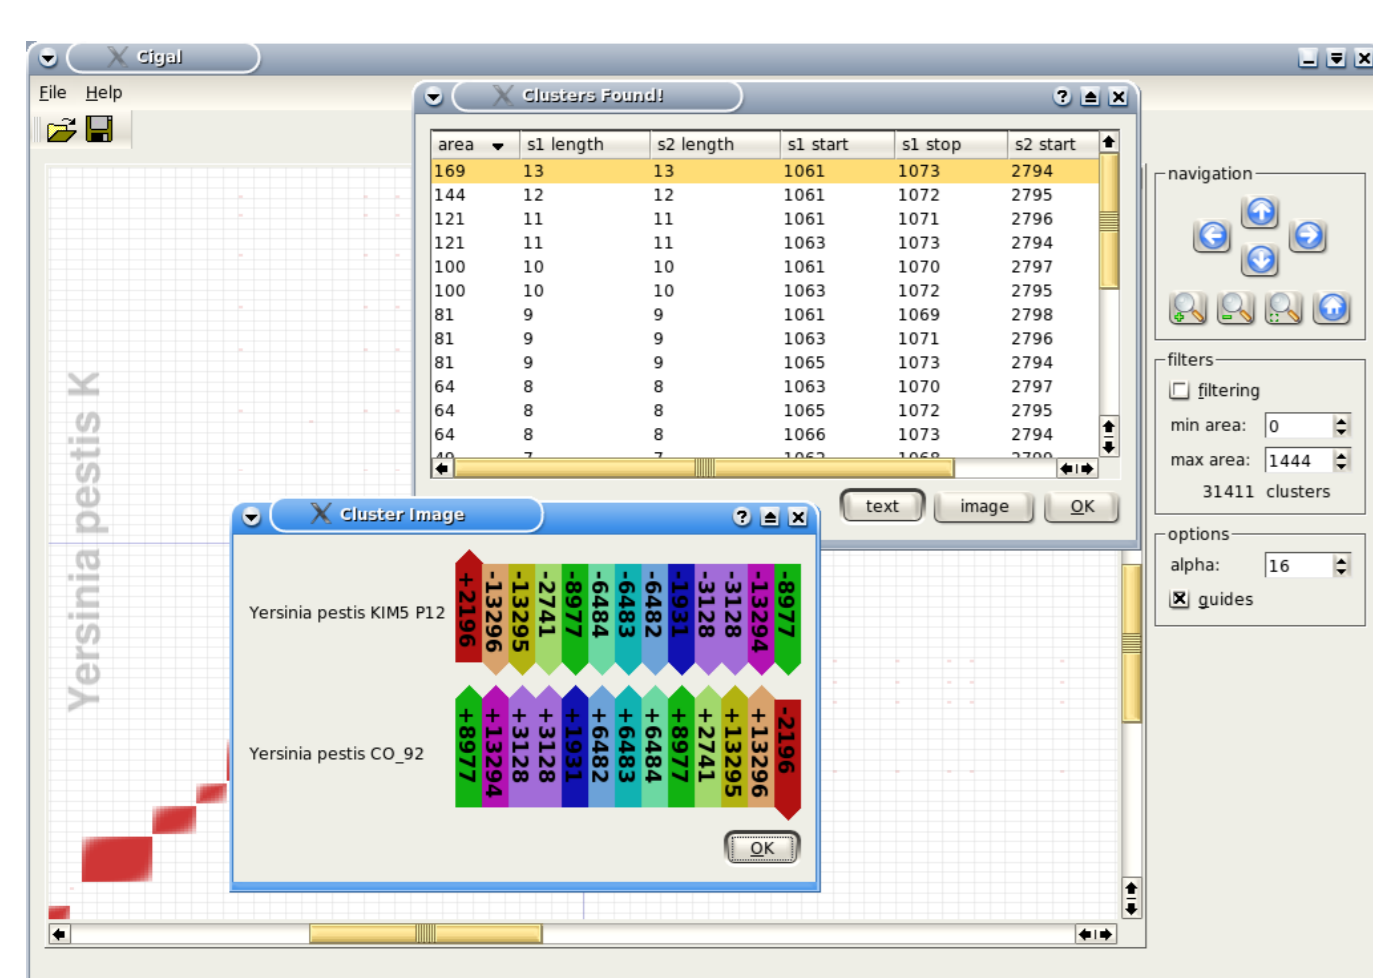 Cigal
File Help
Clusters Found!
area s1 length s2 length s1 start s1 stop s2 start
169 13 13 1061 1073 2794
144 12 12 1061 1072 2795
121 11 11 1061 1071 2796
121 11 11 1063 1073 2794
100 10 10 1061 1070 2797
100 10 10 1063 1072 2795
81 9 9 1061 1069 2798
81 9 9 1063 1071 2796
81 9 9 1065 1073 2794
64 8 8 1063 1070 2797
64 8 8 1065 1072 2795
64 8 8 1066 1073 2794
text image OK
navigation
filters
filtering
min area: 0
max area: 1444
31411 clusters
options
alpha: 16
guides
Yersinia pestis K
Cluster Image
Yersinia pestis KIM5 P12
+2196 -13296 -13295 -2741 -8977 -6484 -6483 -6482 -1931 -3128 -3128 -13294 -8977
Yersinia pestis CO_92
+8977 +13294 +3128 +3128 +1931 +6482 +6483 +6484 +8977 +2741 +13295 +13296 -2196
OK